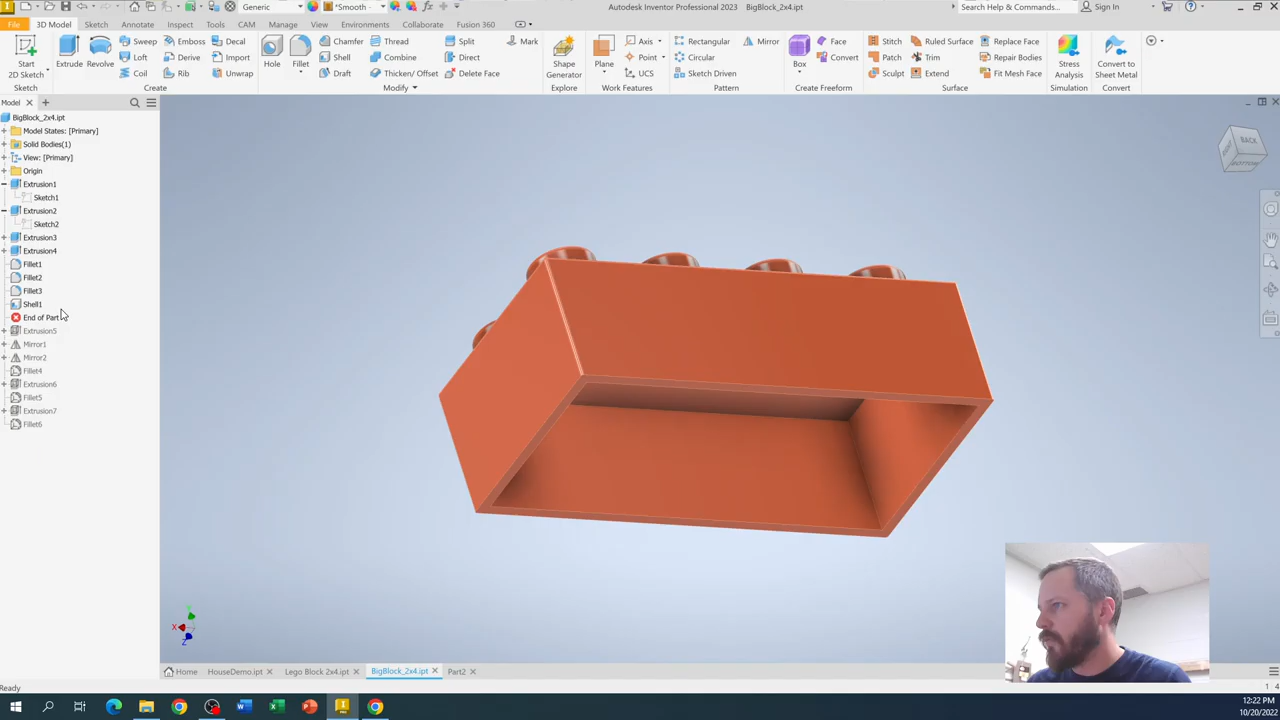 Generic
*Smooth
Autodesk Inventor Professional 2023 BigBlock_2x4.ipt
Search Help & Commands...
Sign In
File 3D Model Sketch Annotate Inspect Tools CAM Manage View Environments Collaborate Fusion 360
Start
2D Sketch
Sketch
Extrude Revolve
Sweep Emboss Decal
Loft Derive Import
Coil Rib Unwrap
Create
Hole Fillet
Chamfer Thread Split Mark
Shell Combine Direct
Draft Thicken/ Offset Delete Face
Modify
Shape
Generator
Explore
Plane
Axis
Point
UCS
Work Features
Rectangular Mirror
Circular
Sketch Driven
Pattern
Box
Face
Convert
Create Freeform
Stitch Ruled Surface Replace Face
Patch Trim Repair Bodies
Sculpt Extend Fit Mesh Face
Surface
Stress
Analysis
Simulation
Convert to
Sheet Metal
Convert
Model
BigBlock_2x4.ipt
Model States: [Primary]
Solid Bodies(1)
View: [Primary]
Origin
Extrusion1
Sketch1
Extrusion2
Sketch2
Extrusion3
Extrusion4
Fillet1
Fillet2
Fillet3
Shell1
End of Part
Extrusion5
Mirror1
Mirror2
Fillet4
Extrusion6
Fillet5
Extrusion7
Fillet6
RIGHT BACK
BOTTOM
Y
X
Z
Home HouseDemo.ipt Lego Block 2x4.ipt BigBlock_2x4.ipt Part2
Ready
1 4
12:22 PM
10/20/2022